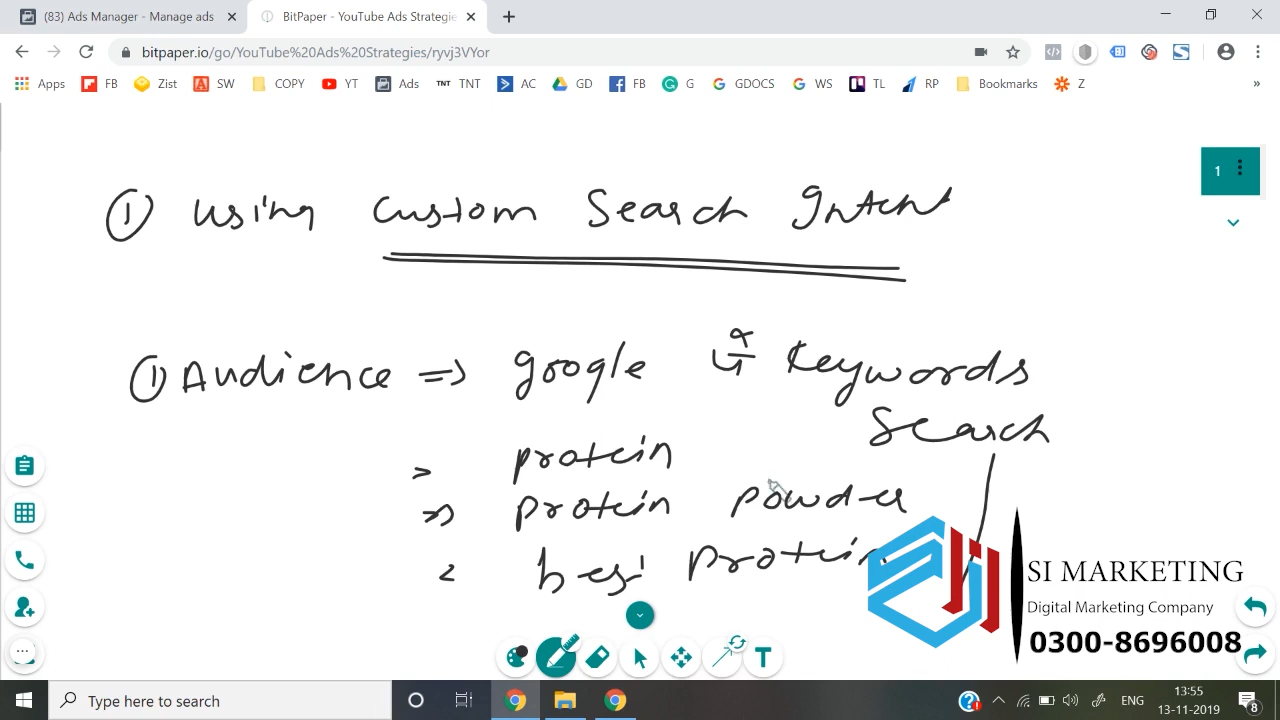 (83) Ads Manager - Manage ads
BitPaper - YouTube Ads Strategie
bitpaper.io/go/YouTube%20Ads%20Strategies/ryvj3VYor
Apps FB Zist SW COPY YT Ads TNT TNT AC GD FB G GDOCS WS TL RP Bookmarks Z »
1
① Using Custom Search Intent
① Audience => google Keywords
Search
protein
protein powder
best protein
SI MARKETING
Digital Marketing Company
0300-8696008
T
Type here to search
ENG
13:55
13-11-2019
8